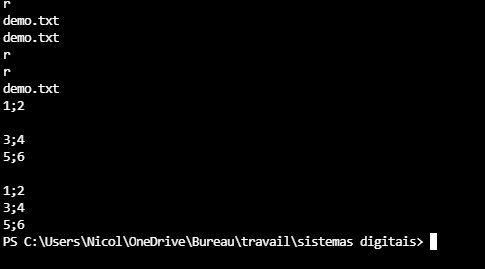 r
demo.txt
demo.txt
r
r
demo.txt
1;2
3;4
5;6
1;2
3;4
5;6
PS C:\Users\Nicol\OneDrive\Bureau\travail\sistemas digitais>